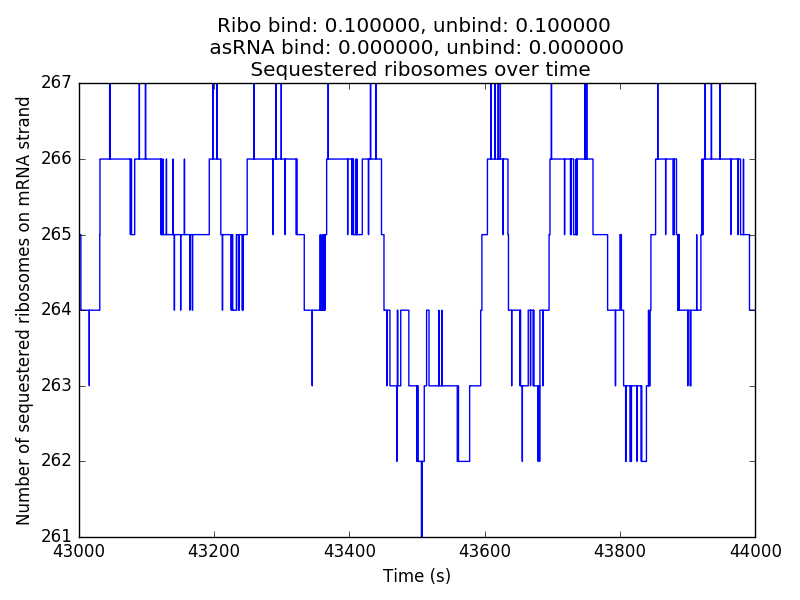 Ribo bind: 0.100000, unbind: 0.100000
asRNA bind: 0.000000, unbind: 0.000000
Sequestered ribosomes over time
Number of sequestered ribosomes on mRNA strand
267
266
265
264
263
262
261
43000 43200 43400 43600 43800 44000
Time (s)